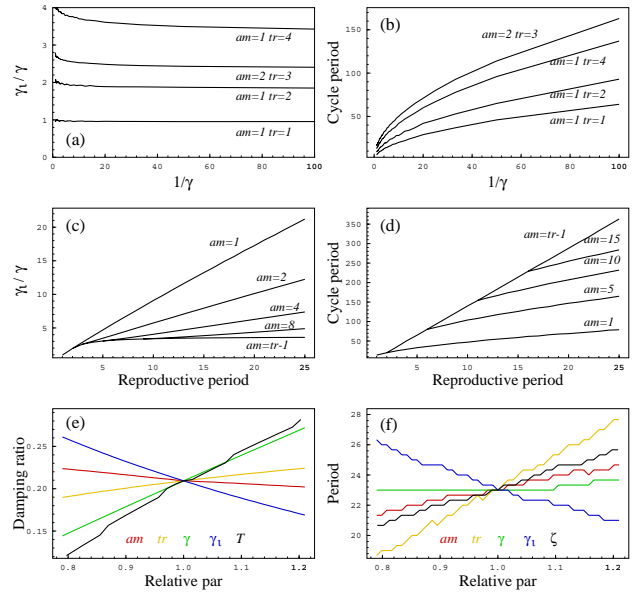 (a)
γι / γ
4
3
2
1
0
am=1 tr=4
am=2 tr=3
am=1 tr=2
am=1 tr=1
20 40 60 80 100
1/γ
(b)
Cycle period
150
100
50
am=2 tr=3
am=1 tr=4
am=1 tr=2
am=1 tr=1
0 20 40 60 80 100
1/γ
(c)
γι / γ
20
15
10
5
am=1
am=2
am=4
am=8
am=tr-1
5 10 15 20 25
Reproductive period
(d)
Cycle period
350
300
250
200
150
100
50
am=tr-1
am=15
am=10
am=5
am=1
5 10 15 20 25
Reproductive period
(e)
Damping ratio
0.25
0.20
0.15
am tr γ γι T
0.8 0.9 1.0 1.1 1.2
Relative par
(f)
Period
28
26
24
22
20
am tr γ γι ζ
0.8 0.9 1.0 1.1 1.2
Relative par